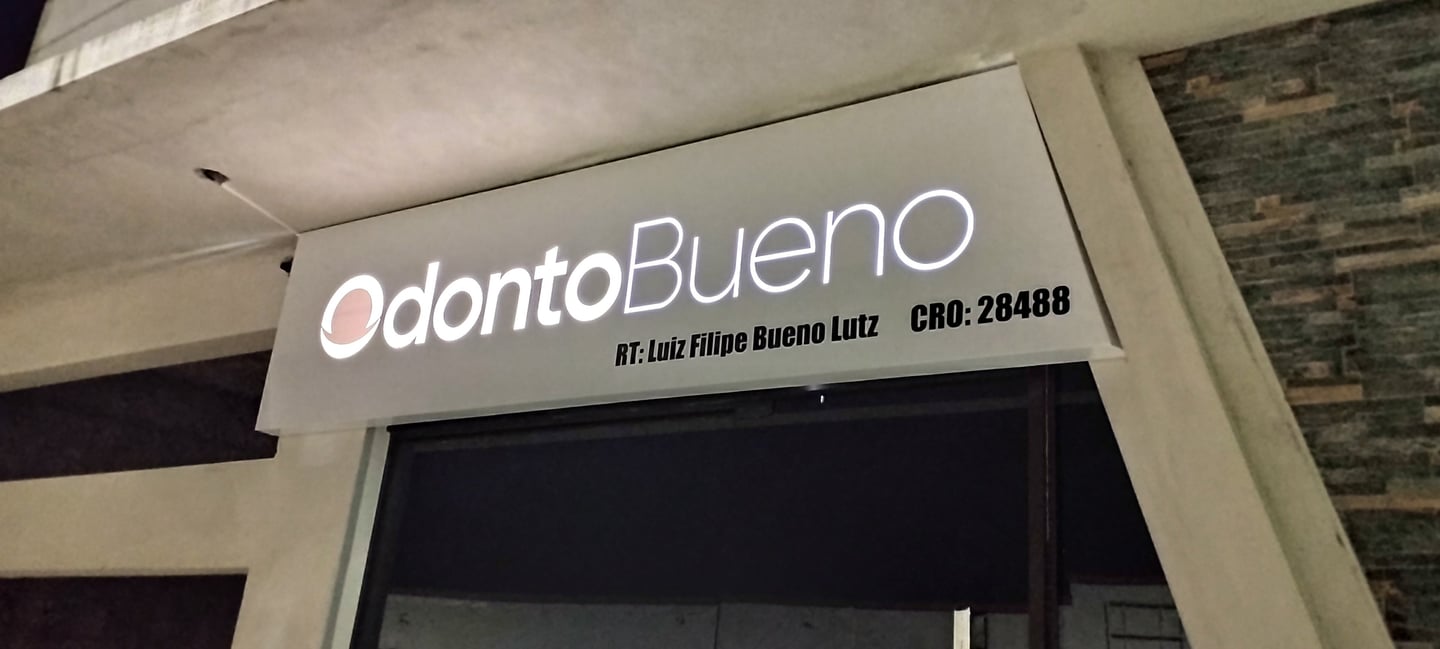 OdontoBueno
RT: Luiz Filipe Bueno Lutz CRO: 28488